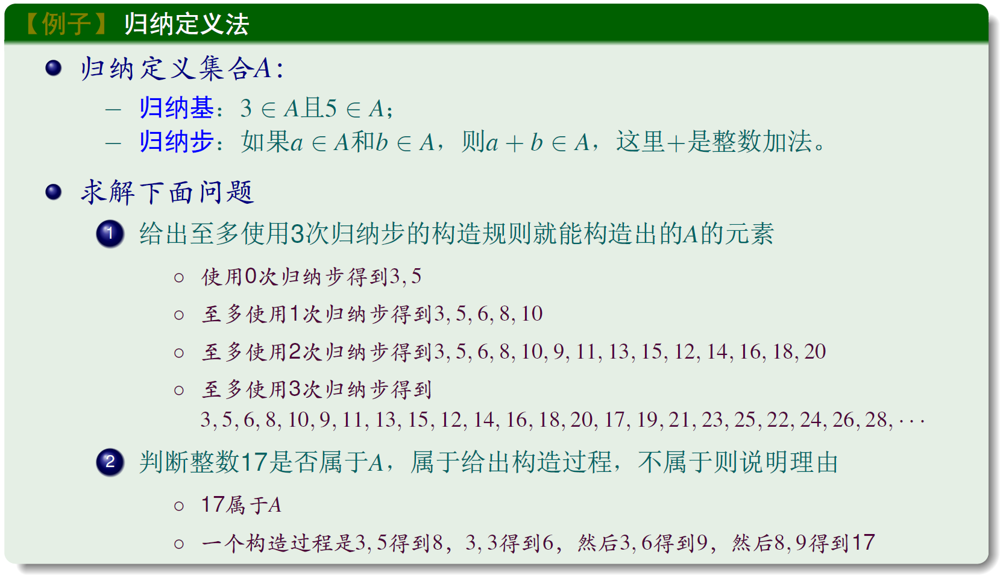 【例子】 归纳定义法
归纳定义集合A：
– 归纳基：3 ∈ A且5 ∈ A；
– 归纳步：如果a ∈ A和b ∈ A，则a + b ∈ A，这里+是整数加法。
求解下面问题
1 给出至多使用3次归纳步的构造规则就能构造出的A的元素
○ 使用0次归纳步得到3, 5
○ 至多使用1次归纳步得到3, 5, 6, 8, 10
○ 至多使用2次归纳步得到3, 5, 6, 8, 10, 9, 11, 13, 15, 12, 14, 16, 18, 20
○ 至多使用3次归纳步得到
3, 5, 6, 8, 10, 9, 11, 13, 15, 12, 14, 16, 18, 20, 17, 19, 21, 23, 25, 22, 24, 26, 28, ···
2 判断整数17是否属于A，属于给出构造过程，不属于则说明理由
○ 17属于A
○ 一个构造过程是3, 5得到8，3, 3得到6，然后3, 6得到9，然后8, 9得到17